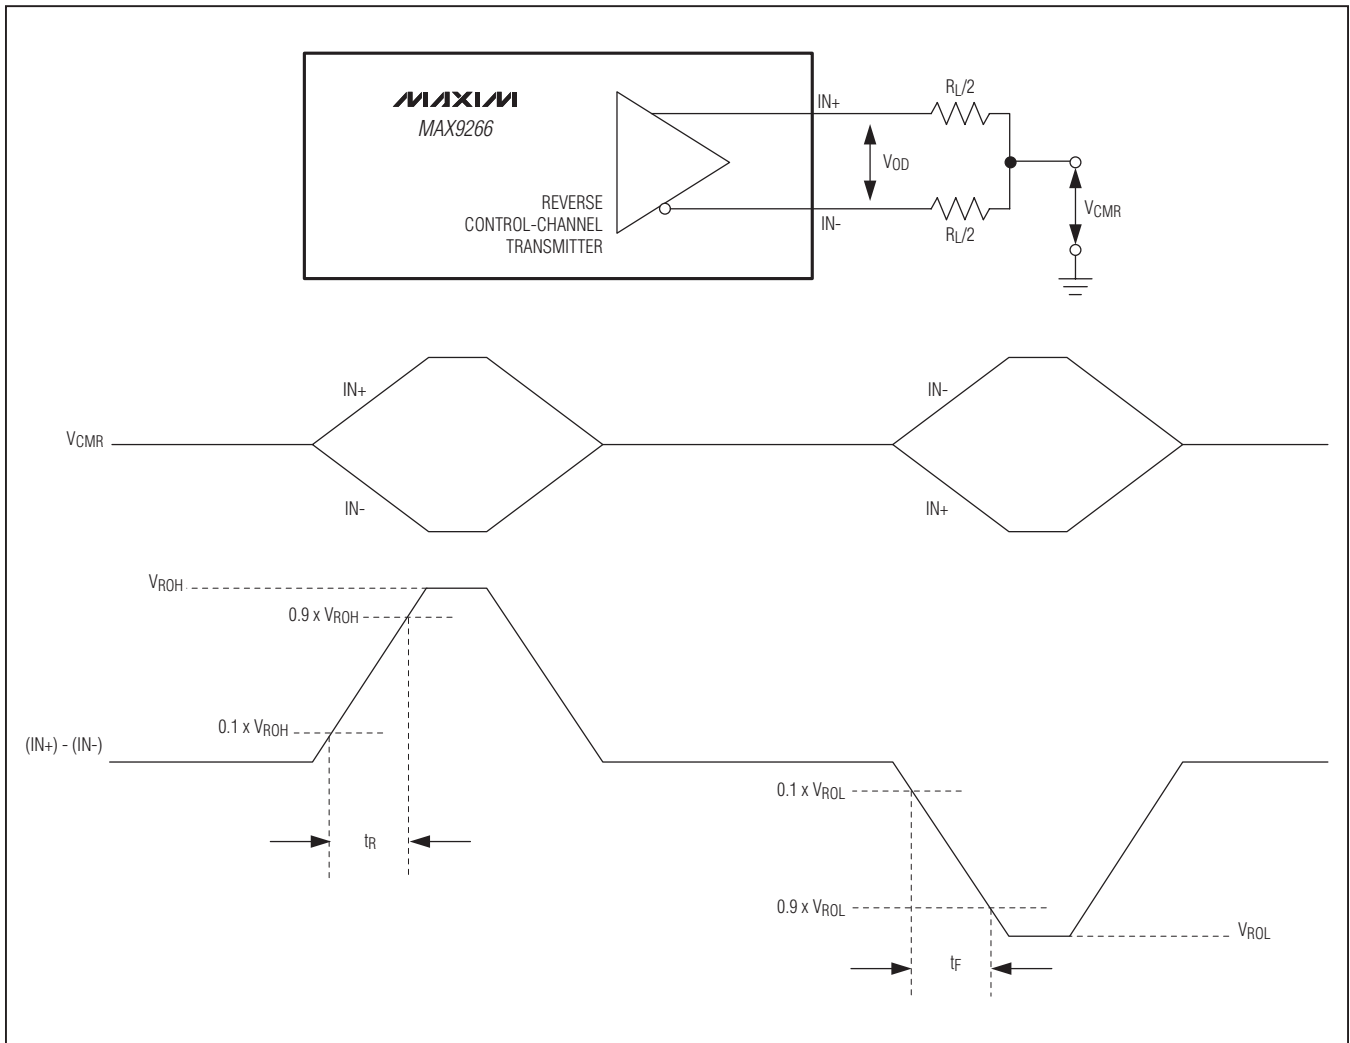 MAXIM
MAX9266
REVERSE
CONTROL-CHANNEL
TRANSMITTER
IN+
IN-
RL/2
VOD
RL/2
VCMR
IN+
IN-
VCMR
IN-
IN+
VROH
0.9 x VROH
0.1 x VROH
(IN+) - (IN-)
tR
0.1 x VROL
0.9 x VROL
VROL
tF